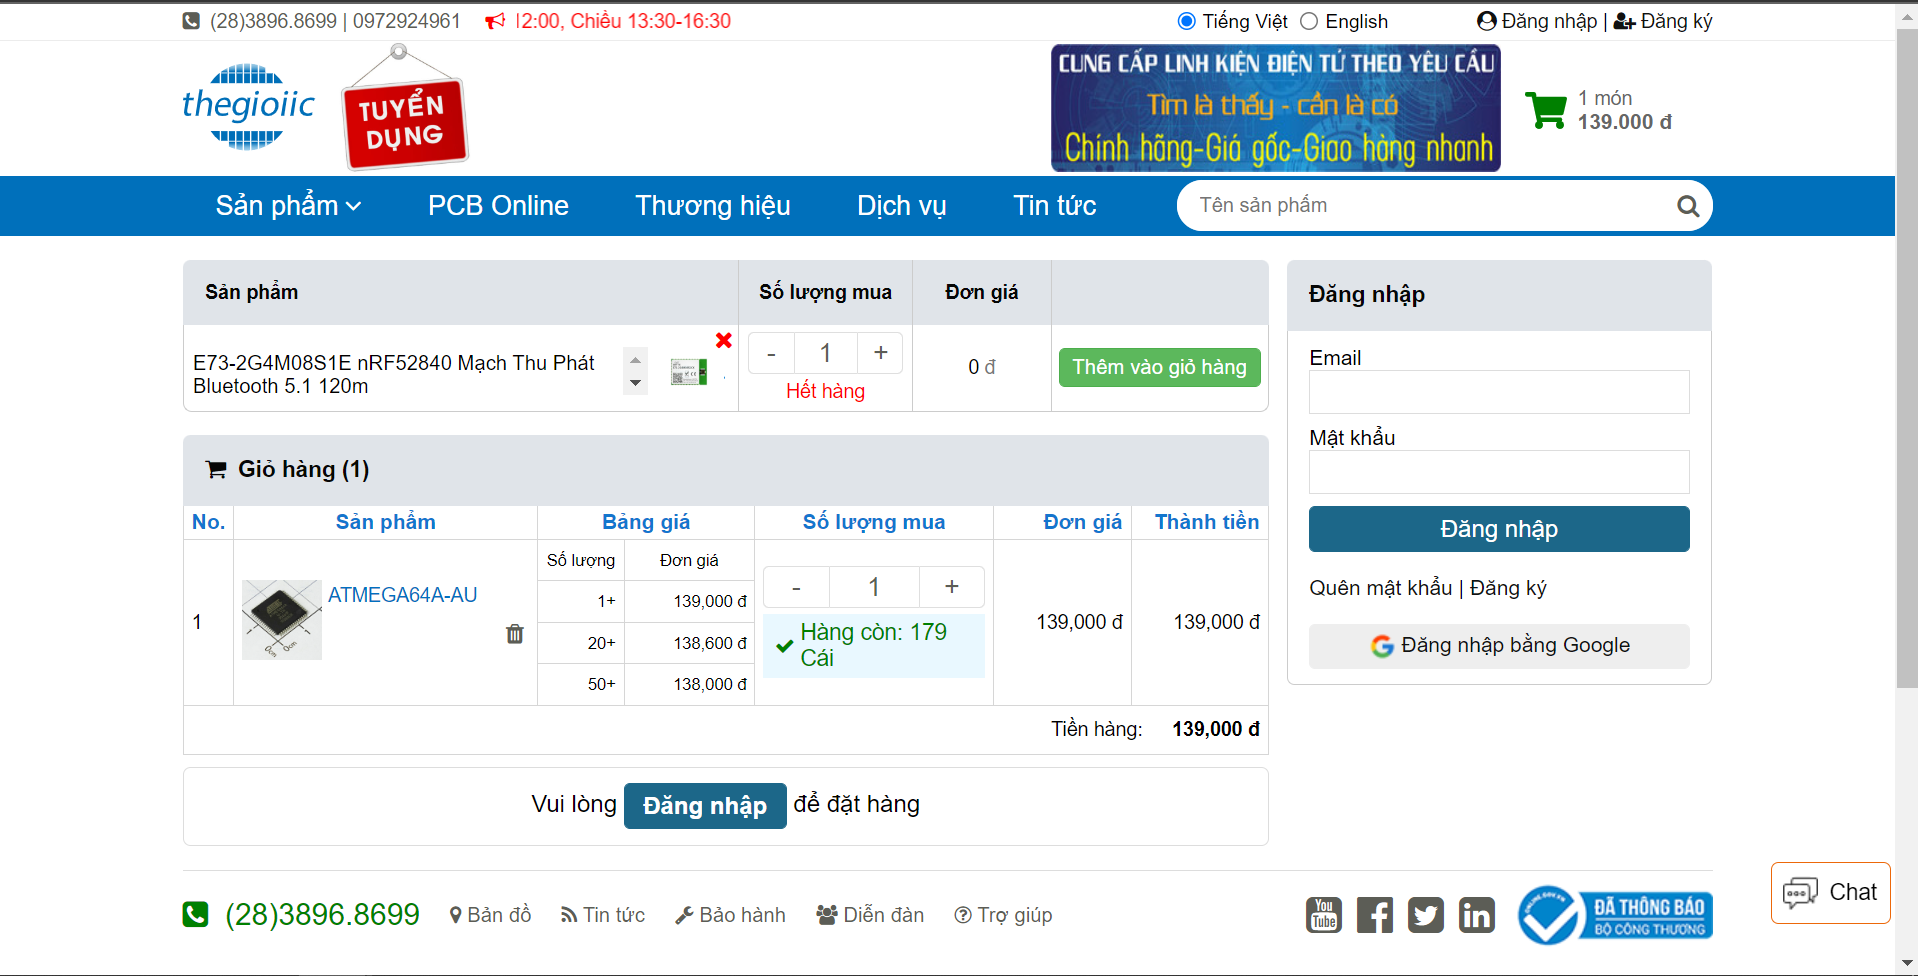 (28)3896.8699 | 0972924961
12:00, Chiều 13:30-16:30
Tiếng Việt
English
Đăng nhập | Đăng ký
thegioiic
TUYỂN
DỤNG
CUNG CẤP LINH KIỆN ĐIỆN TỬ THEO YÊU CẦU
Tìm là thấy - cần là có
Chính hãng-Giá gốc-Giao hàng nhanh
1 món
139.000 đ
Sản phẩm
PCB Online
Thương hiệu
Dịch vụ
Tin tức
Tên sản phẩm
Sản phẩm
Số lượng mua
Đơn giá
E73-2G4M08S1E nRF52840 Mạch Thu Phát
Bluetooth 5.1 120m
- 1 +
Hết hàng
0 đ
Thêm vào giỏ hàng
Giỏ hàng (1)
No.
Sản phẩm
Bảng giá
Số lượng mua
Đơn giá
Thành tiền
1
ATMEGA64A-AU
Số lượng
Đơn giá
1+
139,000 đ
20+
138,600 đ
50+
138,000 đ
- 1 +
Hàng còn: 179
Cái
139,000 đ
139,000 đ
Tiền hàng:
139,000 đ
Vui lòng Đăng nhập để đặt hàng
Đăng nhập
Email
Mật khẩu
Đăng nhập
Quên mật khẩu | Đăng ký
Đăng nhập bằng Google
(28)3896.8699
Bản đồ
Tin tức
Bảo hành
Diễn đàn
Trợ giúp
You
Tube
in
ĐÃ THÔNG BÁO
BỘ CÔNG THƯƠNG
Chat